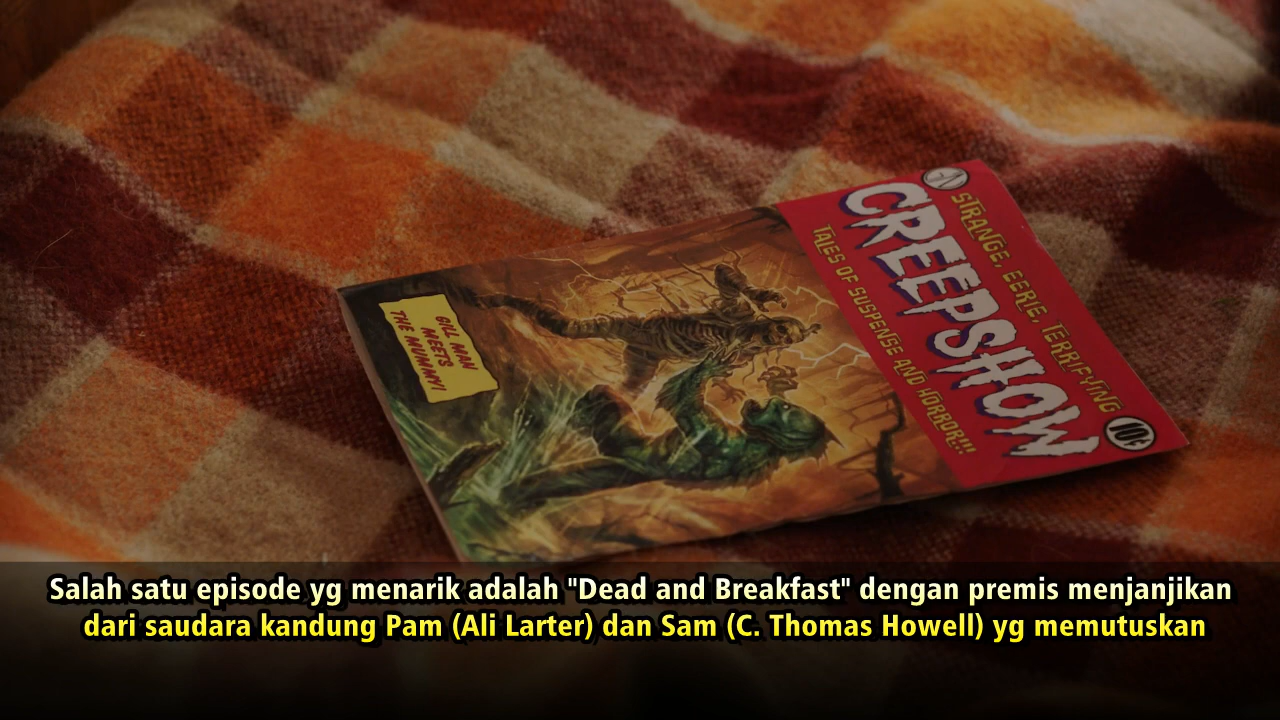 STRANGE, EERIE, TERRIFYING
CREEPSHOW
TALES OF SUSPENSE AND HORROR!!!
10¢
GILL MAN
MEETS
THE MUMMY!
Salah satu episode yg menarik adalah "Dead and Breakfast" dengan premis menjanjikan
dari saudara kandung Pam (Ali Larter) dan Sam (C. Thomas Howell) yg memutuskan